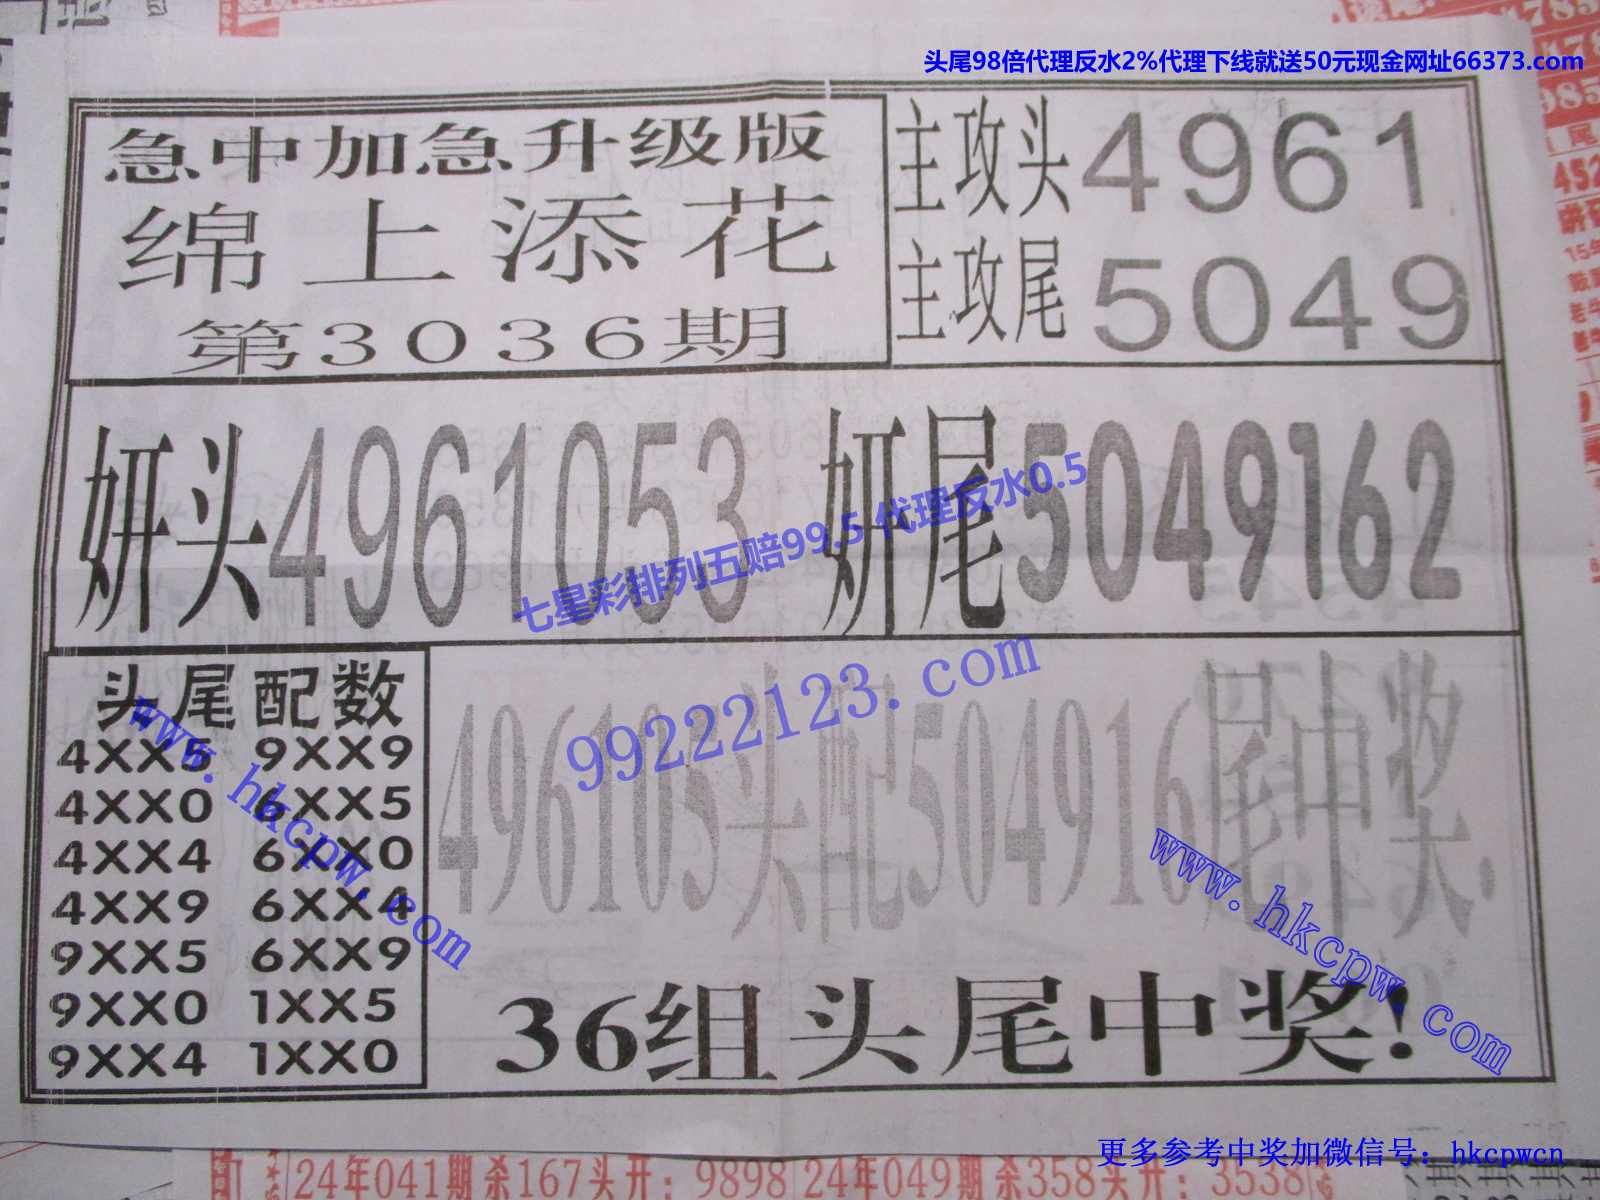 头尾98倍代理反水2%代理下线就送50元现金网址66373.com
急中加急升级版
绵上添花
第3036期
主攻头4961
主攻尾5049
妍头4961053
妍尾5049162
七星彩排列五赔99.5 代理反水0.5
99222123.com
头尾配数
4XX5 9XX9
4XX0 6XX5
4XX4 6XX0
4XX9 6XX4
9XX5 6XX9
9XX0 1XX5
9XX4 1XX0
www.hkcpw.com
496105头配504916尾中奖.
www.hkcpw.com
36组头尾中奖!
更多参考中奖加微信号：hkcpwcn
24年041期杀167头开：9898 24年049期杀358头开：3538